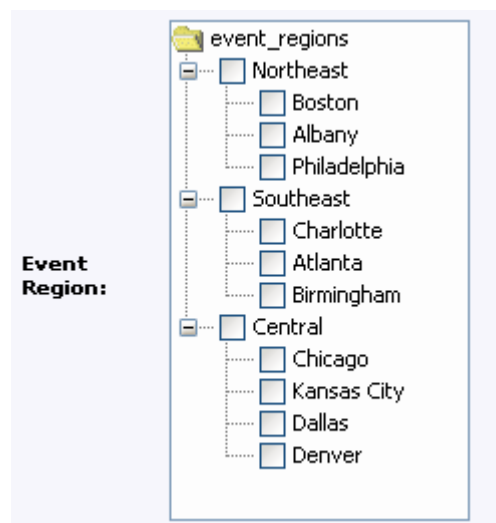 event_regions
Northeast
Boston
Albany
Philadelphia
Southeast
Charlotte
Atlanta
Birmingham
Central
Chicago
Kansas City
Dallas
Denver
Event
Region: